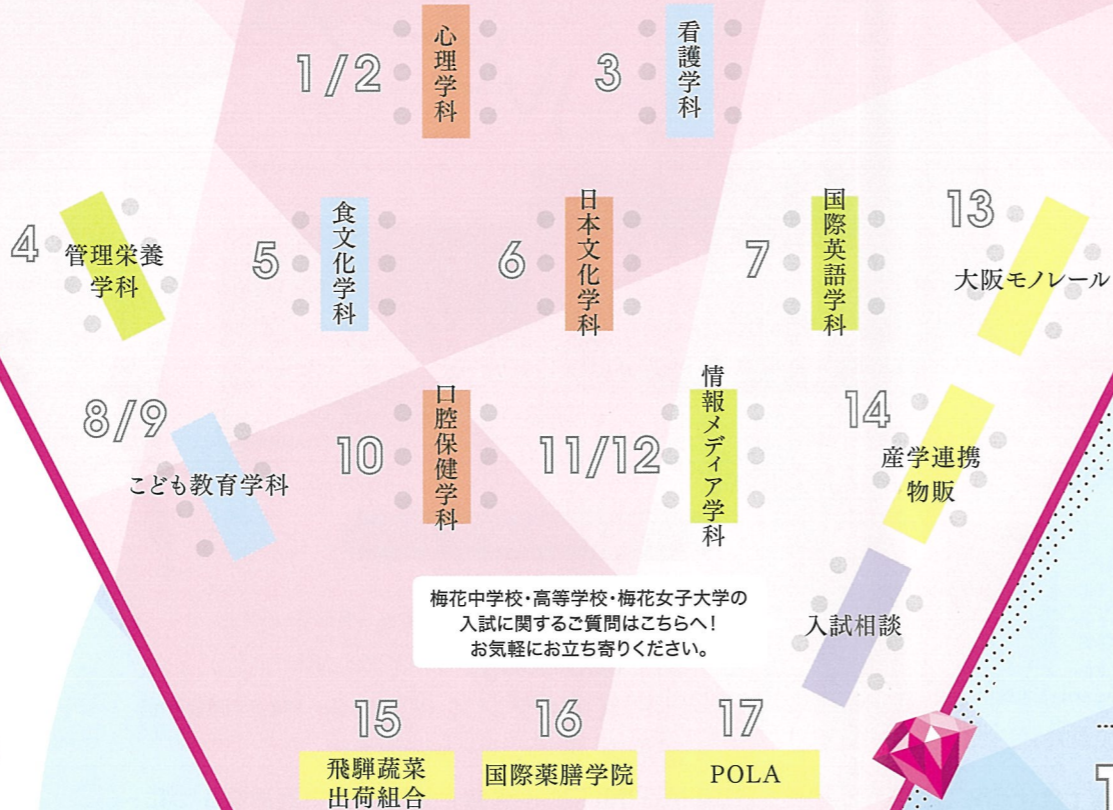 1/2
心理学科
3
看護学科
4
管理栄養
学科
5
食文化学科
6
日本文化学科
7
国際英語学科
13
大阪モノレール
8/9
こども教育学科
10
口腔保健学科
11/12
情報メディア学科
14
産学連携
物販
梅花中学校・高等学校・梅花女子大学の
入試に関するご質問はこちらへ!
お気軽にお立ち寄りください。
入試相談
15
飛騨蔬菜
出荷組合
16
国際薬膳学院
17
POLA